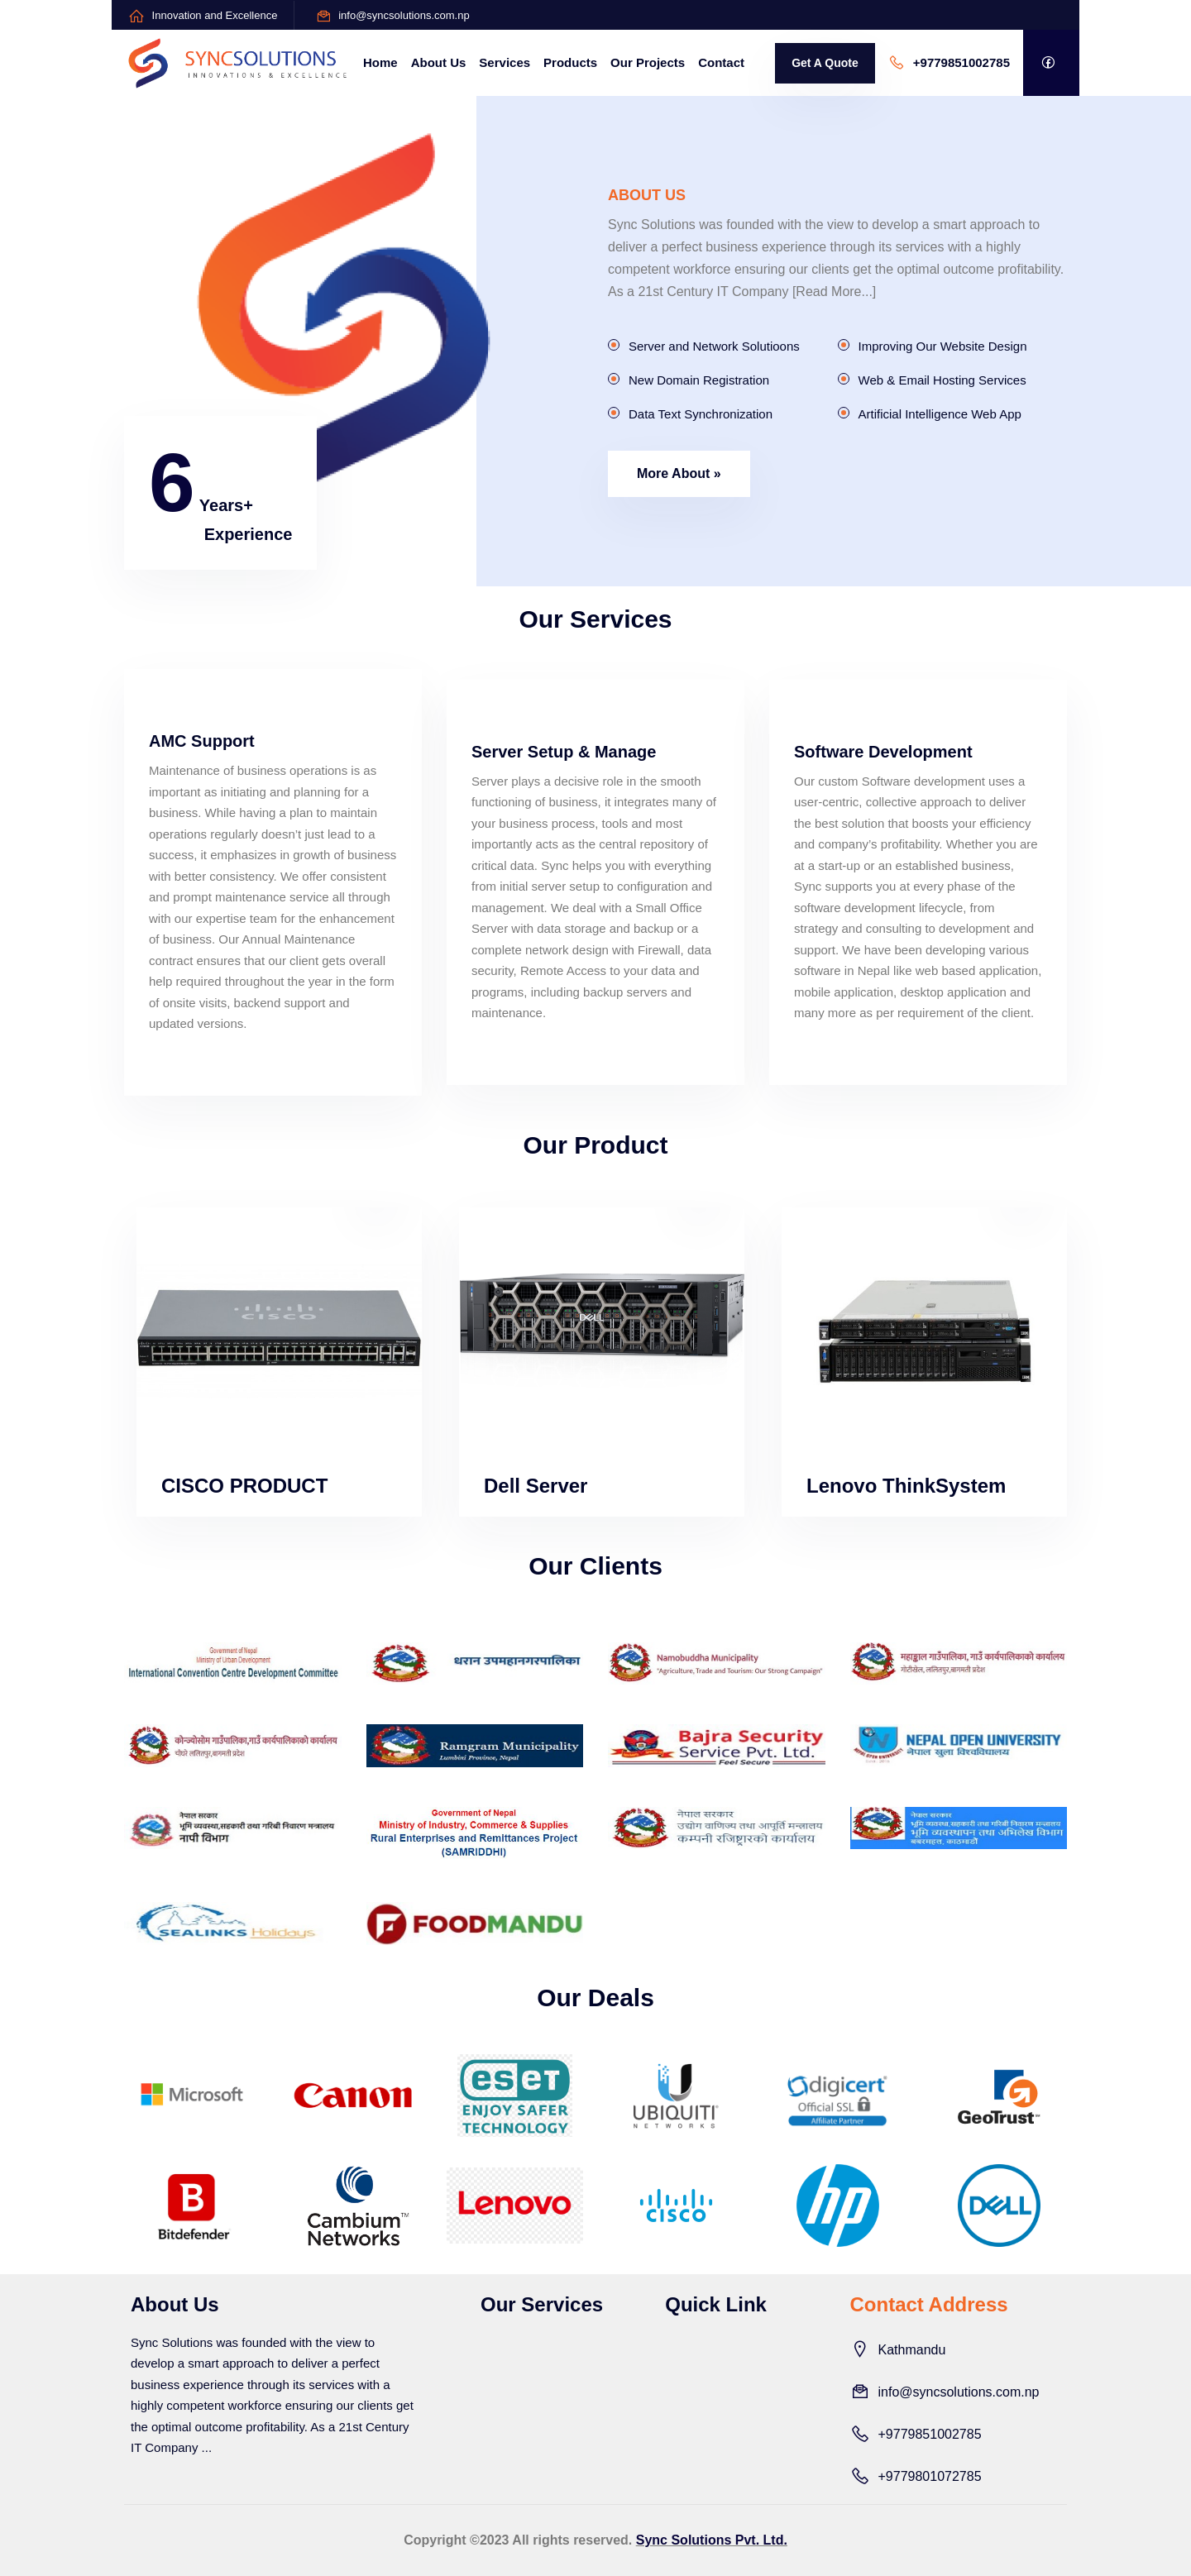 Innovation and Excellence
info@syncsolutions.com.np
SYNCSOLUTIONS
INNOVATIONS & EXCELLENCE
Home
About Us
Services
Products
Our Projects
Contact
Get A Quote
+9779851002785
ABOUT US
Sync Solutions was founded with the view to develop a smart approach to
deliver a perfect business experience through its services with a highly
competent workforce ensuring our clients get the optimal outcome profitability.
As a 21st Century IT Company [Read More...]
Server and Network Solutioons
Improving Our Website Design
New Domain Registration
Web & Email Hosting Services
Data Text Synchronization
Artificial Intelligence Web App
More About »
6 Years+
Experience
Our Services
AMC Support
Maintenance of business operations is as
important as initiating and planning for a
business. While having a plan to maintain
operations regularly doesn't just lead to a
success, it emphasizes in growth of business
with better consistency. We offer consistent
and prompt maintenance service all through
with our expertise team for the enhancement
of business. Our Annual Maintenance
contract ensures that our client gets overall
help required throughout the year in the form
of onsite visits, backend support and
updated versions.
Server Setup & Manage
Server plays a decisive role in the smooth
functioning of business, it integrates many of
your business process, tools and most
importantly acts as the central repository of
critical data. Sync helps you with everything
from initial server setup to configuration and
management. We deal with a Small Office
Server with data storage and backup or a
complete network design with Firewall, data
security, Remote Access to your data and
programs, including backup servers and
maintenance.
Software Development
Our custom Software development uses a
user-centric, collective approach to deliver
the best solution that boosts your efficiency
and company's profitability. Whether you are
at a start-up or an established business,
Sync supports you at every phase of the
software development lifecycle, from
strategy and consulting to development and
support. We have been developing various
software in Nepal like web based application,
mobile application, desktop application and
many more as per requirement of the client.
Our Product
CISCO
DELL
CISCO PRODUCT
Dell Server
Lenovo ThinkSystem
Our Clients
Government of Nepal
Ministry of Urban Development
International Convention Centre Development Committee
धरान उपमहानगरपालिका
Namobuddha Municipality
"Agriculture, Trade and Tourism: Our Strong Campaign"
महाङ्काल गाउँपालिका, गाउँ कार्यपालिकाको कार्यालय
गोटीखेल, ललितपुर,बागमती प्रदेश
कोन्ज्योसोम गाउँपालिका,गाउँ कार्यपालिकाको कार्यालय
चौघरे ललितपुर,बागमती प्रदेश
Ramgram Municipality
Lumbini Province, Nepal
Bajra Security
Service Pvt. Ltd.
Feel Secure
NEPAL OPEN UNIVERSITY
नेपाल खुला विश्वविद्यालय
NEPAL OPEN UNIVERSITY
नेपाल सरकार
भूमि व्यवस्था,सहकारी तथा गरिबी निवारण मन्त्रालय
नापी विभाग
Government of Nepal
Ministry of Industry, Commerce & Supplies
Rural Enterprises and Remittances Project
(SAMRIDDHI)
नेपाल सरकार
उद्योग वाणिज्य तथा आपूर्ति मन्त्रालय
कम्पनी रजिष्ट्रारको कार्यालय
नेपाल सरकार
भूमि व्यवस्था, सहकारी तथा गरिबी निवारण मन्त्रालय
भूमि व्यवस्थापन तथा अभिलेख विभाग
बबरमहल, काठमाडौं
SEALINKS Holidays
FOODMANDU
Our Deals
Microsoft
Canon
eseT
ENJOY SAFER
TECHNOLOGY
UBIQUITI
NETWORKS
digicert
Official SSL
Affiliate Partner
GeoTrust
B
Bitdefender
Cambium™
Networks
Lenovo
CISCO
hp
DELL
About Us
Sync Solutions was founded with the view to
develop a smart approach to deliver a perfect
business experience through its services with a
highly competent workforce ensuring our clients get
the optimal outcome profitability. As a 21st Century
IT Company ...
Our Services
Quick Link
Contact Address
Kathmandu
info@syncsolutions.com.np
+9779851002785
+9779801072785
Copyright ©2023 All rights reserved. Sync Solutions Pvt. Ltd.